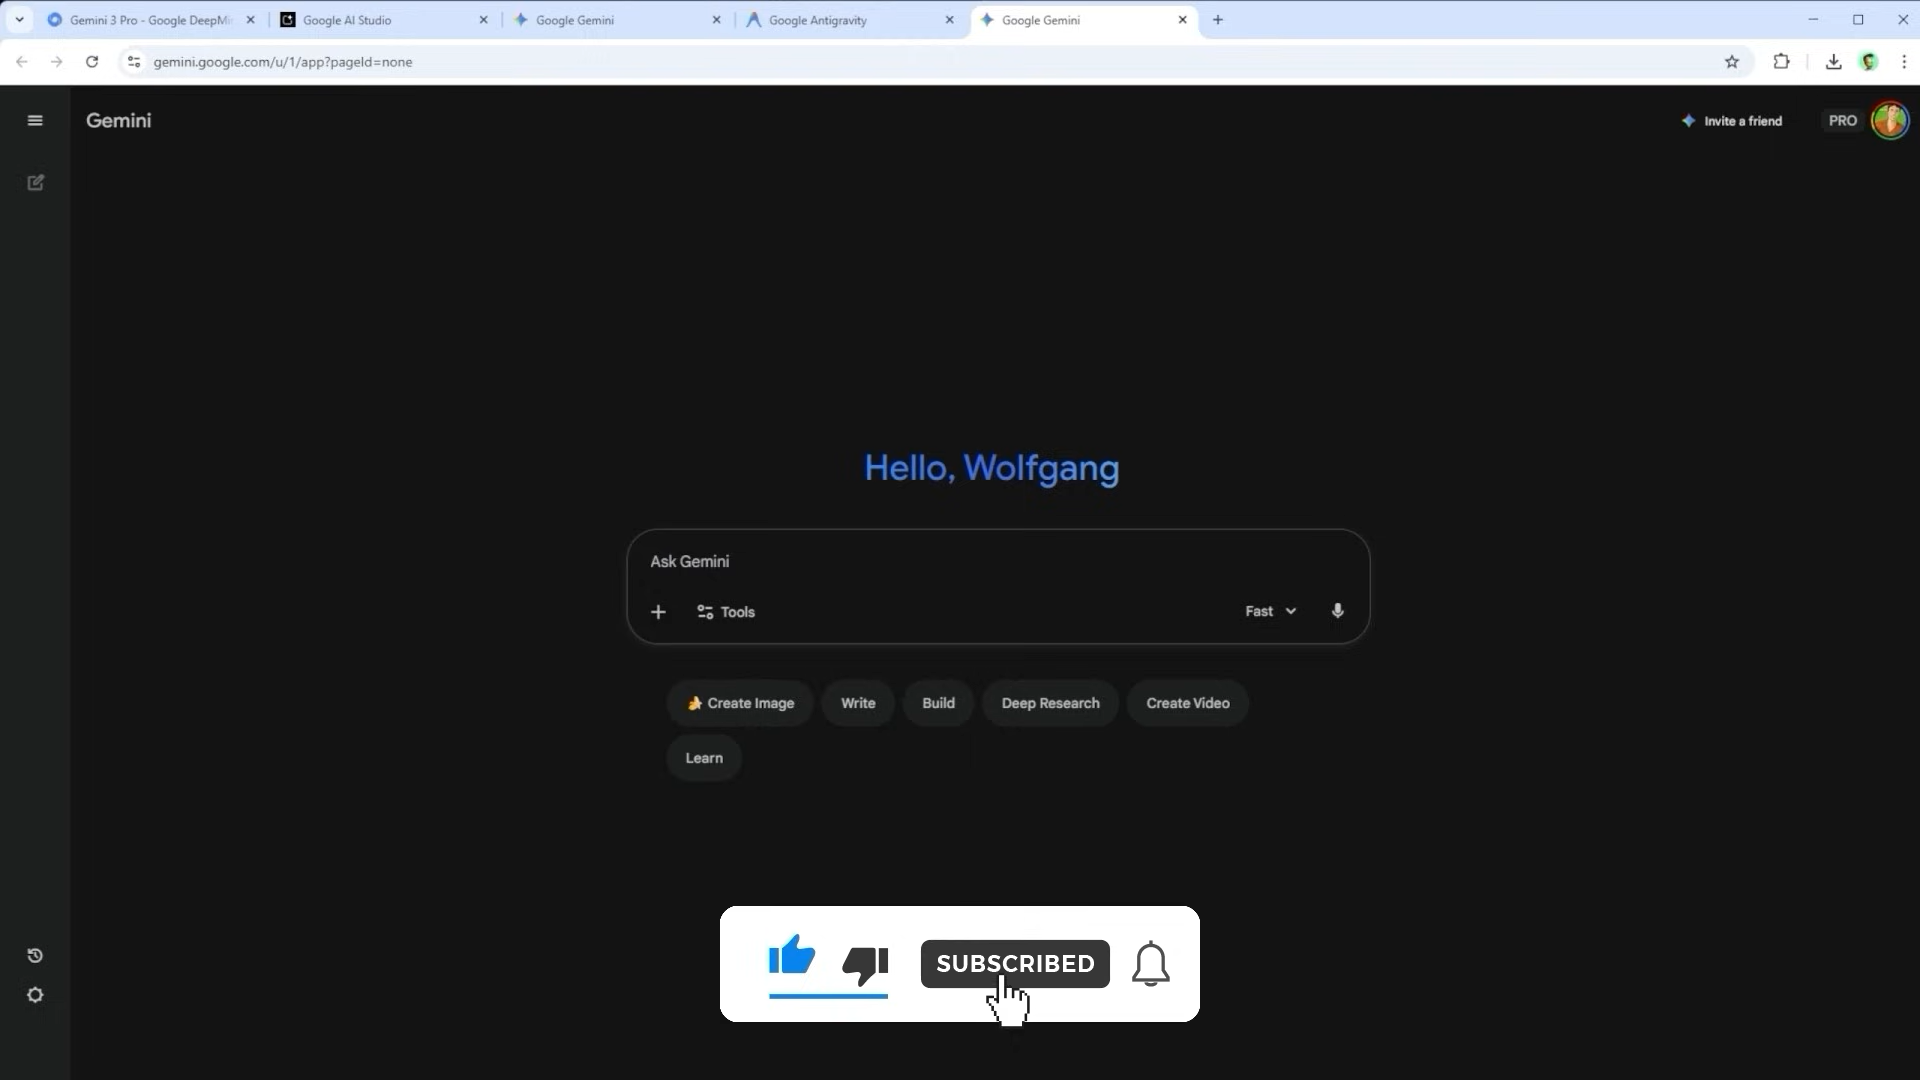 Gemini 3 Pro - Google DeepMi
Google AI Studio
Google Gemini
Google Antigravity
Google Gemini
gemini.google.com/u/1/app?pageId=none
Gemini
Invite a friend
PRO
Hello, Wolfgang
Ask Gemini
Tools
Fast
Create Image
Write
Build
Deep Research
Create Video
Learn
SUBSCRIBED